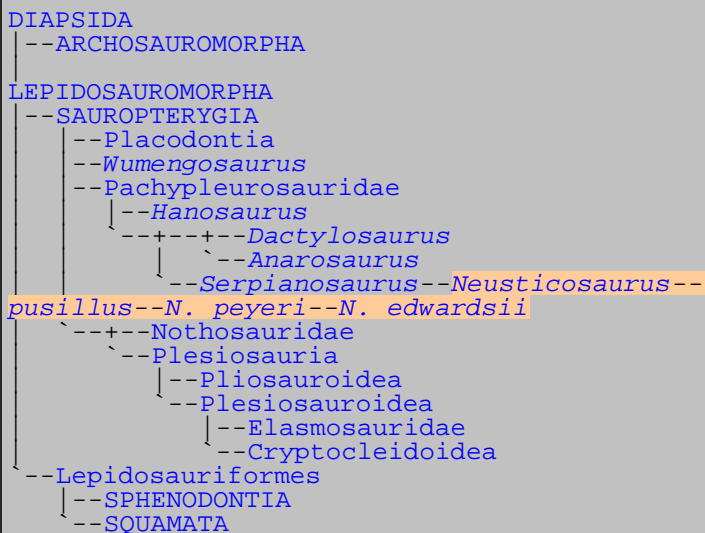 DIAPSIDA
|--ARCHOSAUROMORPHA
|
LEPIDOSAUROMORPHA
|--SAUROPTERYGIA
|  |--Placodontia
|  |--Wumengosaurus
|  |--Pachypleurosauridae
|  |  |--Hanosaurus
|  |  `--+--+--Dactylosaurus
|  |     |  `--Anarosaurus
|  |     `--Serpianosaurus--Neusticosaurus--
pusillus--N. peyeri--N. edwardsii
|  `--+--Nothosauridae
|     `--Plesiosauria
|        |--Pliosauroidea
|        `--Plesiosauroidea
|           |--Elasmosauridae
|           `--Cryptocleidoidea
`--Lepidosauriformes
   |--SPHENODONTIA
   `--SQUAMATA